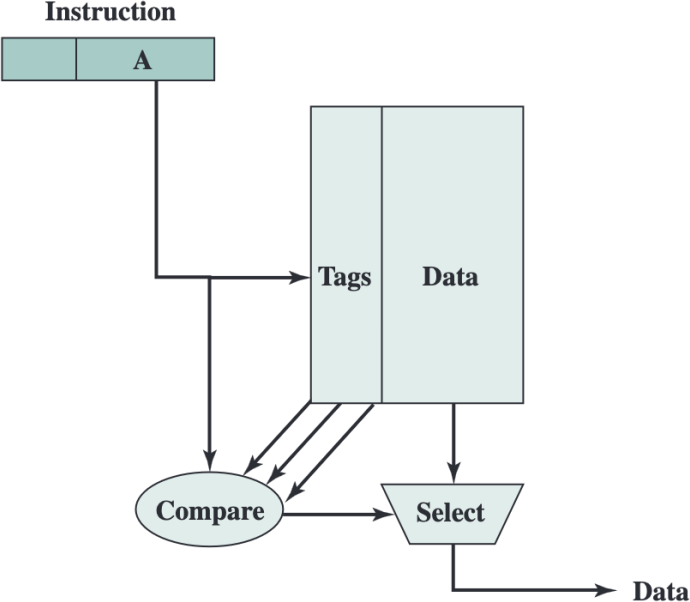 Instruction
A
Tags
Data
Compare
Select
Data